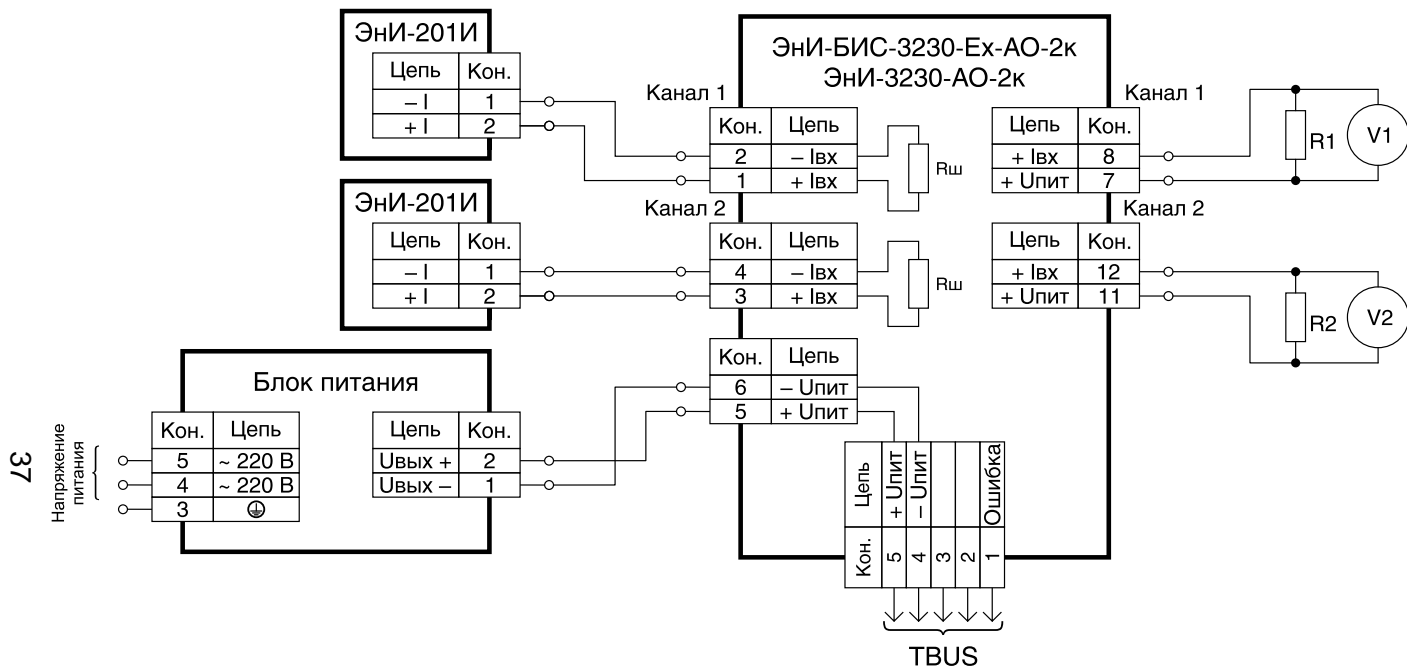 ЭнИ-201И
Цепь Кон.
– I 1
+ I 2
ЭнИ-БИС-3230-Ex-АО-2к
ЭнИ-3230-АО-2к
Канал 1
Кон. Цепь
2 – Iвх
1 + Iвх
Rш
Канал 1
Цепь Кон.
+ Iвх 8
+ Uпит 7
R1
V1
ЭнИ-201И
Цепь Кон.
– I 1
+ I 2
Канал 2
Кон. Цепь
4 – Iвх
3 + Iвх
Rш
Канал 2
Цепь Кон.
+ Iвх 12
+ Uпит 11
R2
V2
Кон. Цепь
6 – Uпит
5 + Uпит
Блок питания
Напряжение
питания
Кон. Цепь
5 ~ 220 В
4 ~ 220 В
3
Цепь Кон.
Uвых + 2
Uвых – 1
Цепь + Uпит – Uпит Ошибка
Кон. 5 4 3 2 1
TBUS
37